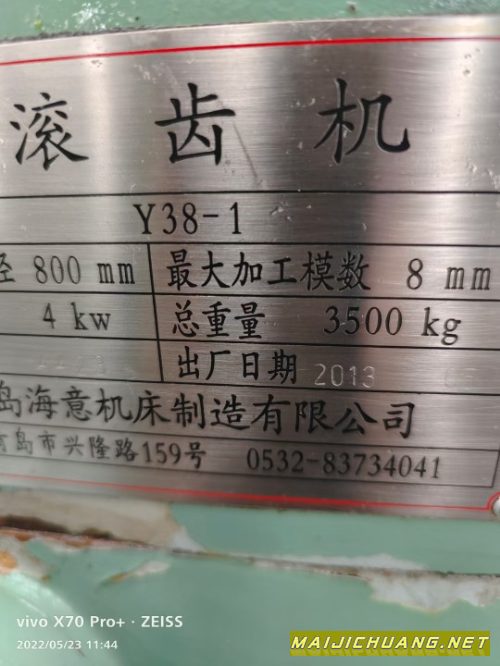 滚齿机
Y38-1
径 800 mm 最大加工模数 8 mm
4 kw 总重量 3500 kg
出厂日期 2013
岛海意机床制造有限公司
青岛市兴隆路159号 0532-83734041
vivo X70 Pro+ · ZEISS
2022/05/23 11:44
MAIJICHUANG.NET